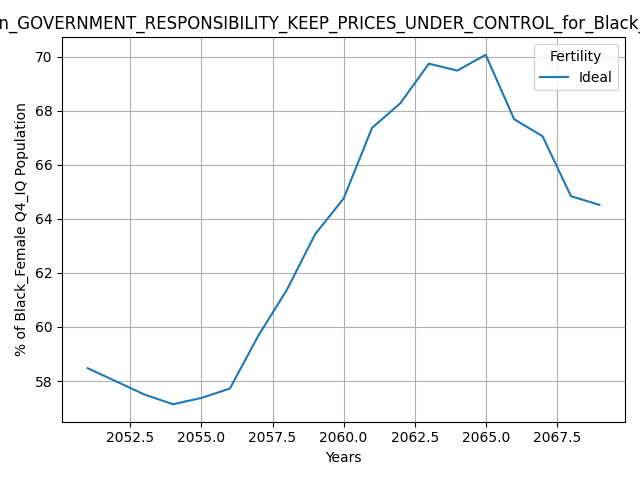 n_GOVERNMENT_RESPONSIBILITY_KEEP_PRICES_UNDER_CONTROL_for_Black_
Fertility
Ideal
70
68
66
64
62
60
58
% of Black_Female Q4_IQ Population
2052.5 2055.0 2057.5 2060.0 2062.5 2065.0 2067.5
Years